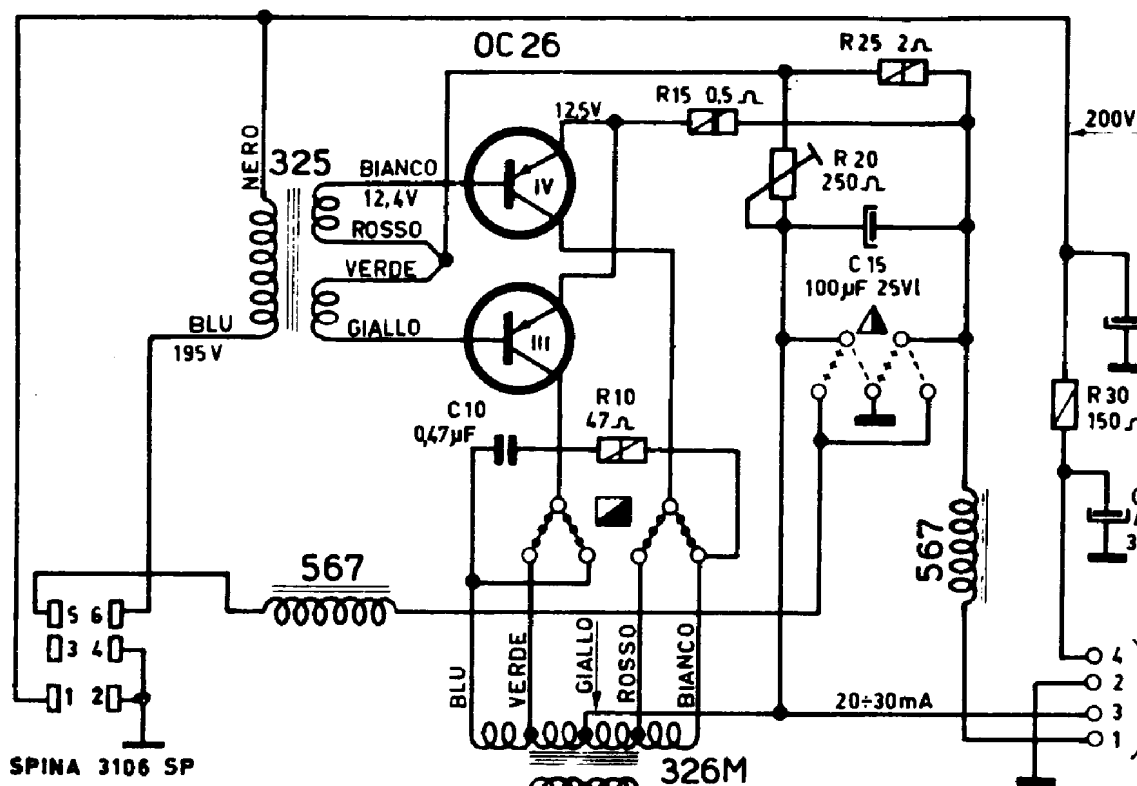 OC 26
R25 2Ω
R15 0,5Ω
12,5V
200V
NERO
325
BIANCO
12,4V
IV
R 20
250Ω
ROSSO
VERDE
C 15
100µF 25Vl
BLU
195V
GIALLO
III
C10
0,47µF
R10
47Ω
R 30
150Ω
567
567
5 6
3 4
1 2
BLU
VERDE
GIALLO
ROSSO
BIANCO
20÷30mA
4
2
3
1
SPINA 3106 SP
326M